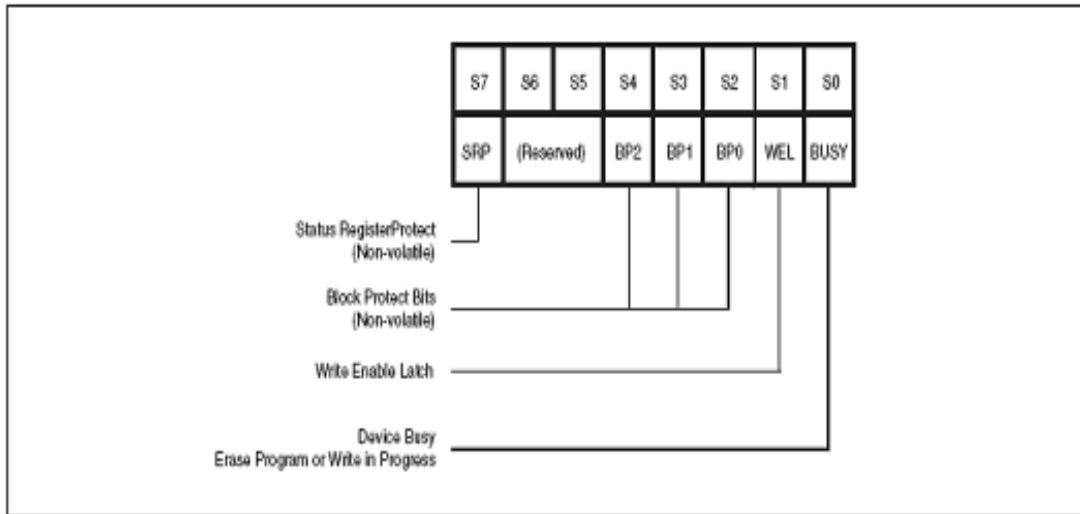 S7 S6 S5 S4 S3 S2 S1 S0
SRP (Reserved) BP2 BP1 BP0 WEL BUSY
Status RegisterProtect
(Non-volatile)
Block Protect Bits
(Non-volatile)
Write Enable Latch
Device Busy
Erase Program or Write in Progress